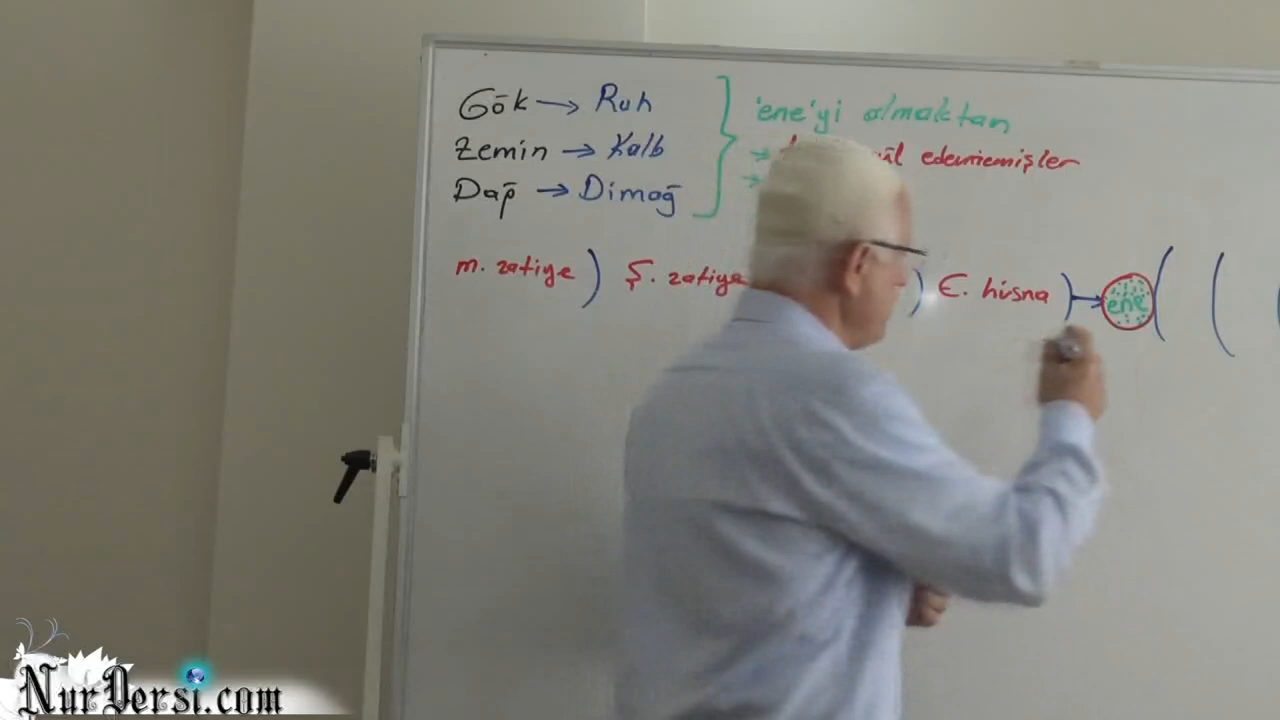 Gök → Ruh
Zemin → Kalb
Dağ → Dimağ
'ene'yi almaktan
edememişler
m. zatiye ) Ş. zatiye
) E. hüsna ) → ene ( (
NurDersi.com